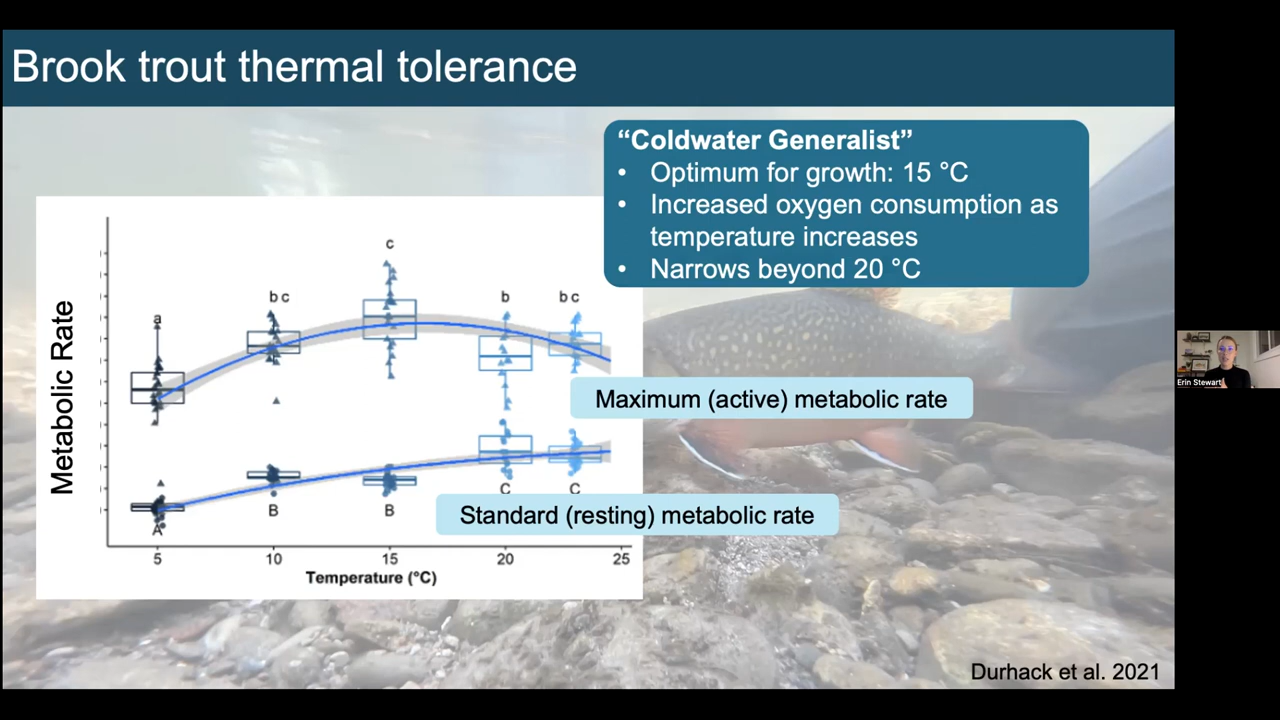 Brook trout thermal tolerance
“Coldwater Generalist”
• Optimum for growth: 15 °C
• Increased oxygen consumption as
temperature increases
• Narrows beyond 20 °C
Metabolic Rate
a
b c
c
b
b c
Maximum (active) metabolic rate
A
B
B
C
C
Standard (resting) metabolic rate
5
10
15
20
25
Temperature (°C)
Durhack et al. 2021
Erin Stewart